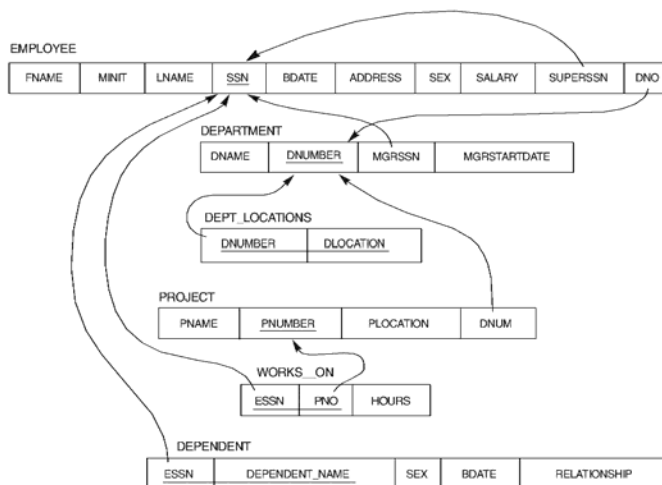 EMPLOYEE
FNAME MINIT LNAME SSN BDATE ADDRESS SEX SALARY SUPERSSN DNO
DEPARTMENT
DNAME DNUMBER MGRSSN MGRSTARTDATE
DEPT_LOCATIONS
DNUMBER DLOCATION
PROJECT
PNAME PNUMBER PLOCATION DNUM
WORKS__ON
ESSN PNO HOURS
DEPENDENT
ESSN DEPENDENT_NAME SEX BDATE RELATIONSHIP